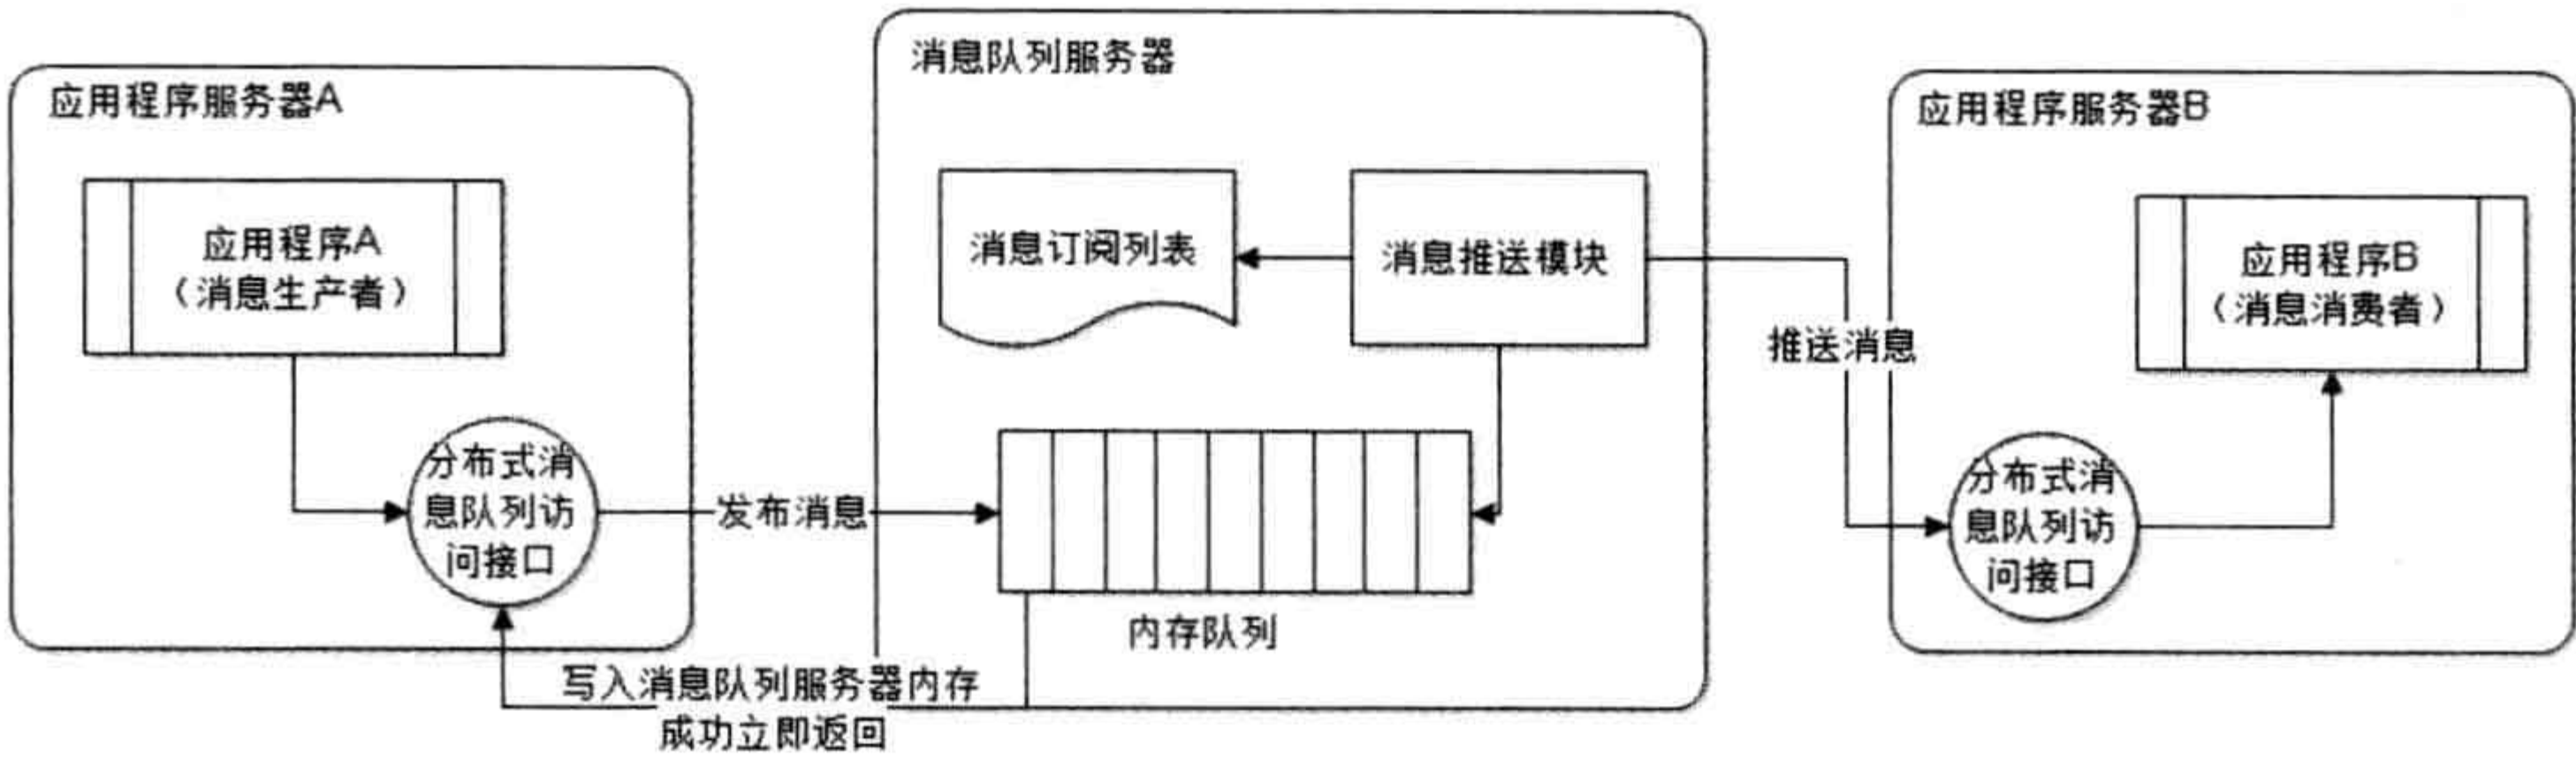 应用程序服务器A
应用程序A
（消息生产者）
分布式消
息队列访
问接口
发布消息
写入消息队列服务器内存
成功立即返回
消息队列服务器
消息订阅列表
消息推送模块
内存队列
推送消息
应用程序服务器B
应用程序B
（消息消费者）
分布式消
息队列访
问接口